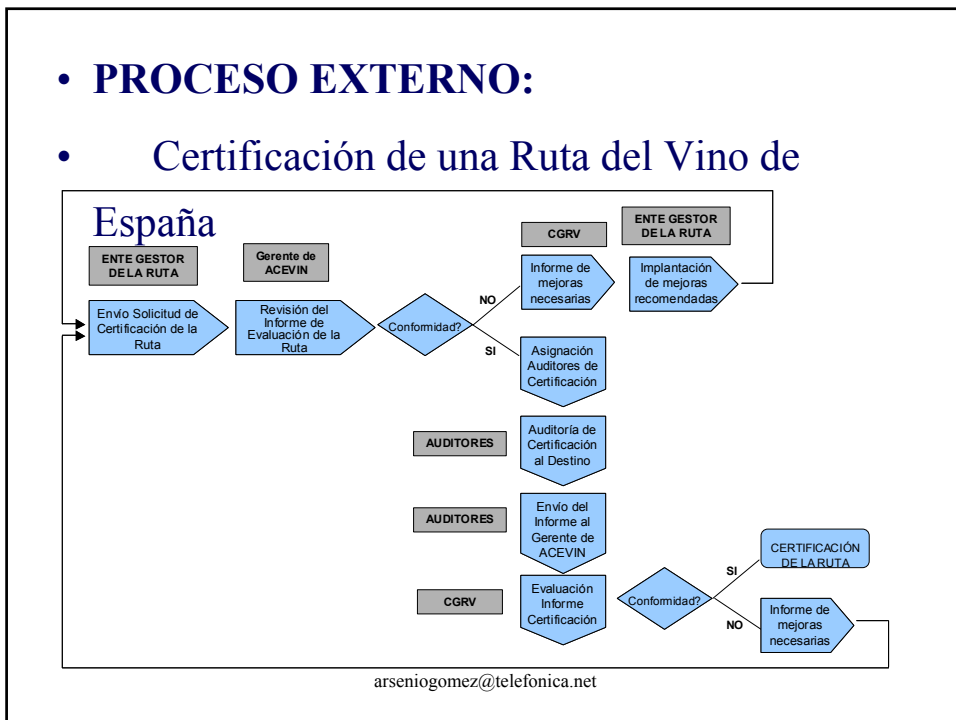 • PROCESO EXTERNO:
• Certificación de una Ruta del Vino de
España
ENTE GESTOR
DE LA RUTA
Gerente de
ACEVIN
CGRV
ENTE GESTOR
DE LA RUTA
Envío Solicitud de
Certificación de la
Ruta
Revisión del
Informe de
Evaluación de la
Ruta
Conformidad?
NO
Informe de
mejoras
necesarias
Implantación
de mejoras
recomendadas
SI
Asignación
Auditores de
Certificación
AUDITORES
Auditoría de
Certificación
al Destino
AUDITORES
Envío del
Informe al
Gerente de
ACEVIN
CGRV
Evaluación
Informe
Certificación
Conformidad?
SI
CERTIFICACIÓN
DE LA RUTA
NO
Informe de
mejoras
necesarias
arseniogomez@telefonica.net